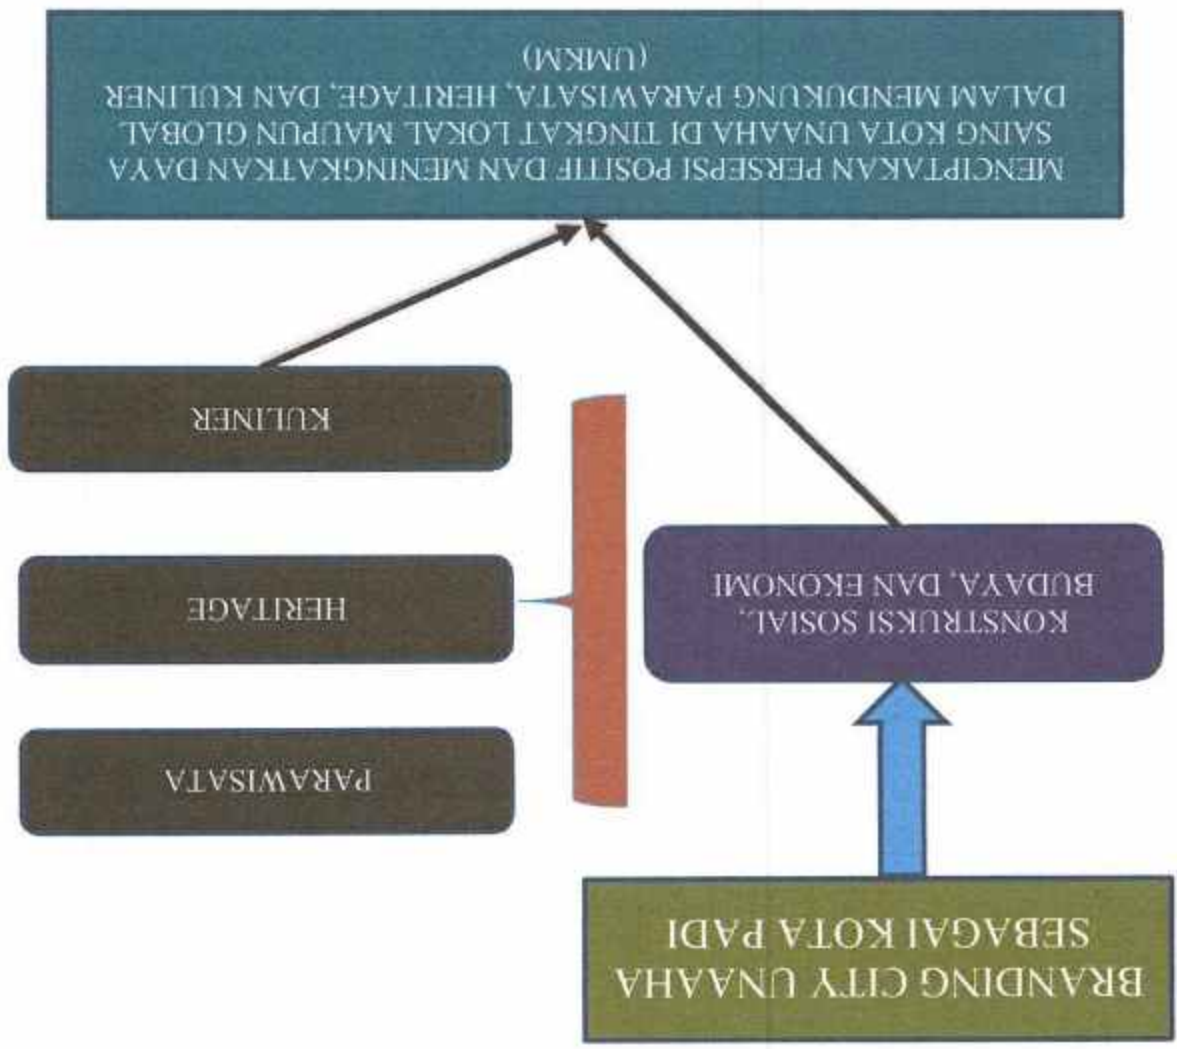 BRANDING CITY UNAAHA
SEBAGAI KOTA PADI
KONSTRUKSI SOSIAL,
BUDAYA, DAN EKONOMI
PARAWISATA
HERITAGE
KULINER
MENCIPTAKAN PERSEPSI POSITIF DAN MENINGKATKAN DAYA
SAING KOTA UNAAHA DI TINGKAT LOKAL MAUPUN GLOBAL
DALAM MENDUKUNG PARAWISATA, HERITAGE, DAN KULINER
(UMKM)